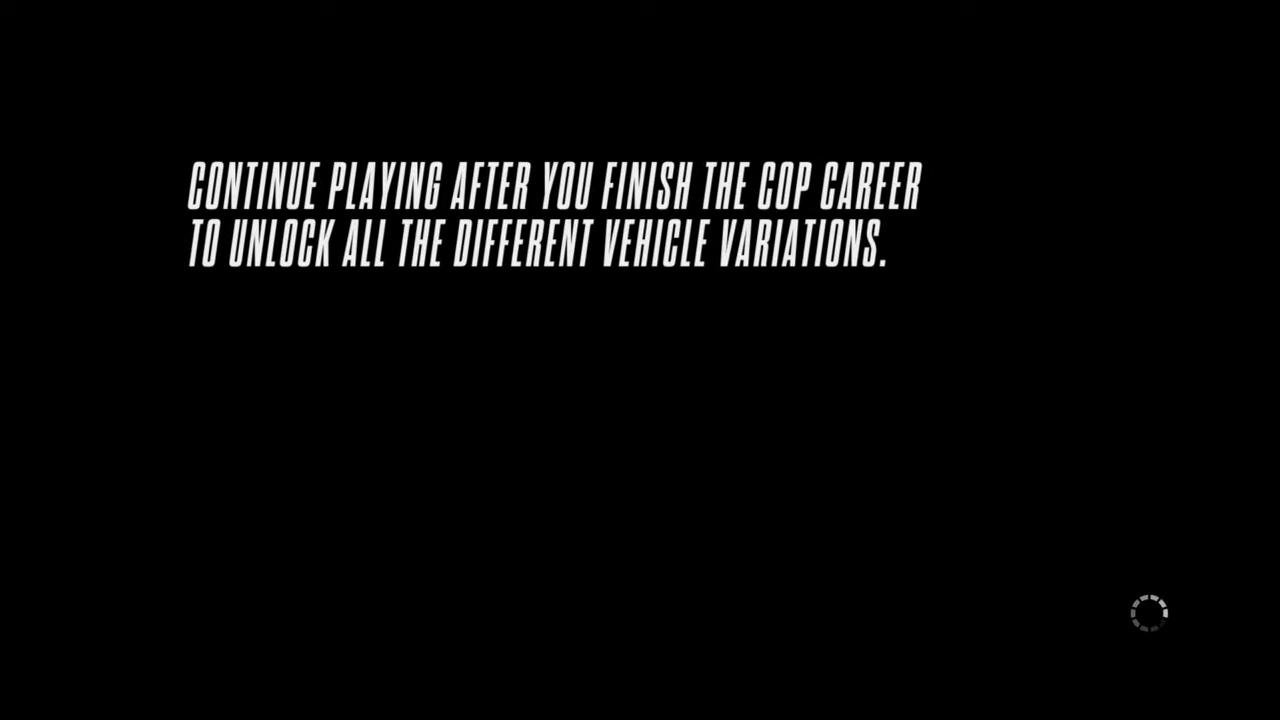 CONTINUE PLAYING AFTER YOU FINISH THE COP CAREER
TO UNLOCK ALL THE DIFFERENT VEHICLE VARIATIONS.